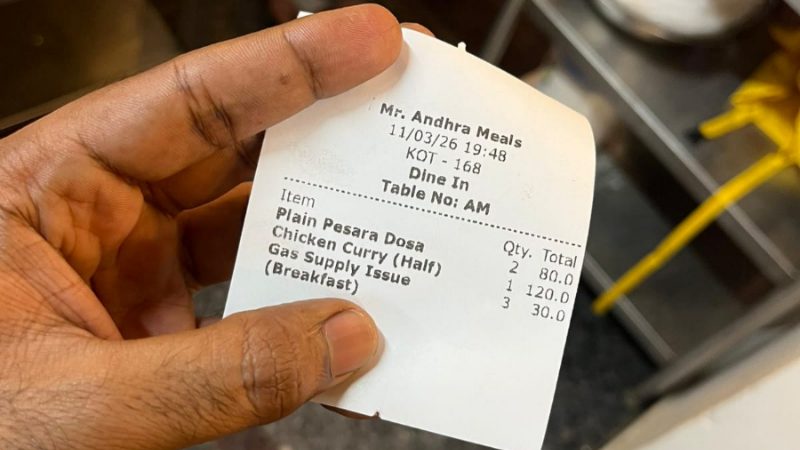 Mr. Andhra Meals
11/03/26 19:48
KOT - 168
Dine In
Table No: AM
Item Qty. Total
Plain Pesara Dosa 2 80.0
Chicken Curry (Half) 1 120.0
Gas Supply Issue 3 30.0
(Breakfast)